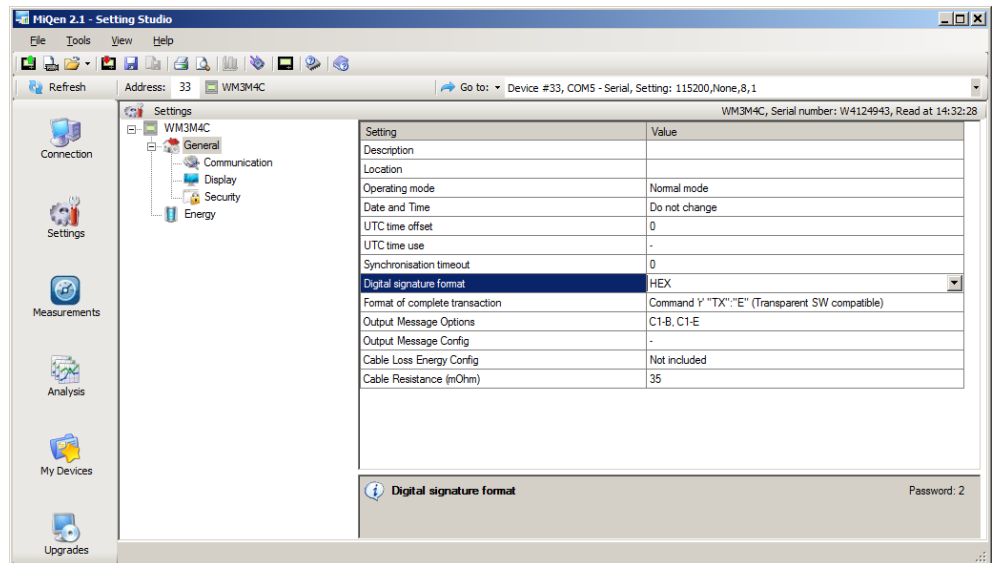 MiQen 2.1 - Setting Studio
File Tools View Help
Refresh Address: 33 WM3M4C Go to: Device #33, COM5 - Serial, Setting: 115200,None,8,1
Settings WM3M4C, Serial number: W4124943, Read at 14:32:28
Connection
Settings
Measurements
Analysis
My Devices
Upgrades
WM3M4C
General
Communication
Display
Security
Energy
Setting Value
Description
Location
Operating mode Normal mode
Date and Time Do not change
UTC time offset 0
UTC time use -
Synchronisation timeout 0
Digital signature format HEX
Format of complete transaction Command 'r' "TX":"E" (Transparent SW compatible)
Output Message Options C1-B, C1-E
Output Message Config -
Cable Loss Energy Config Not included
Cable Resistance (mOhm) 35
Digital signature format Password: 2